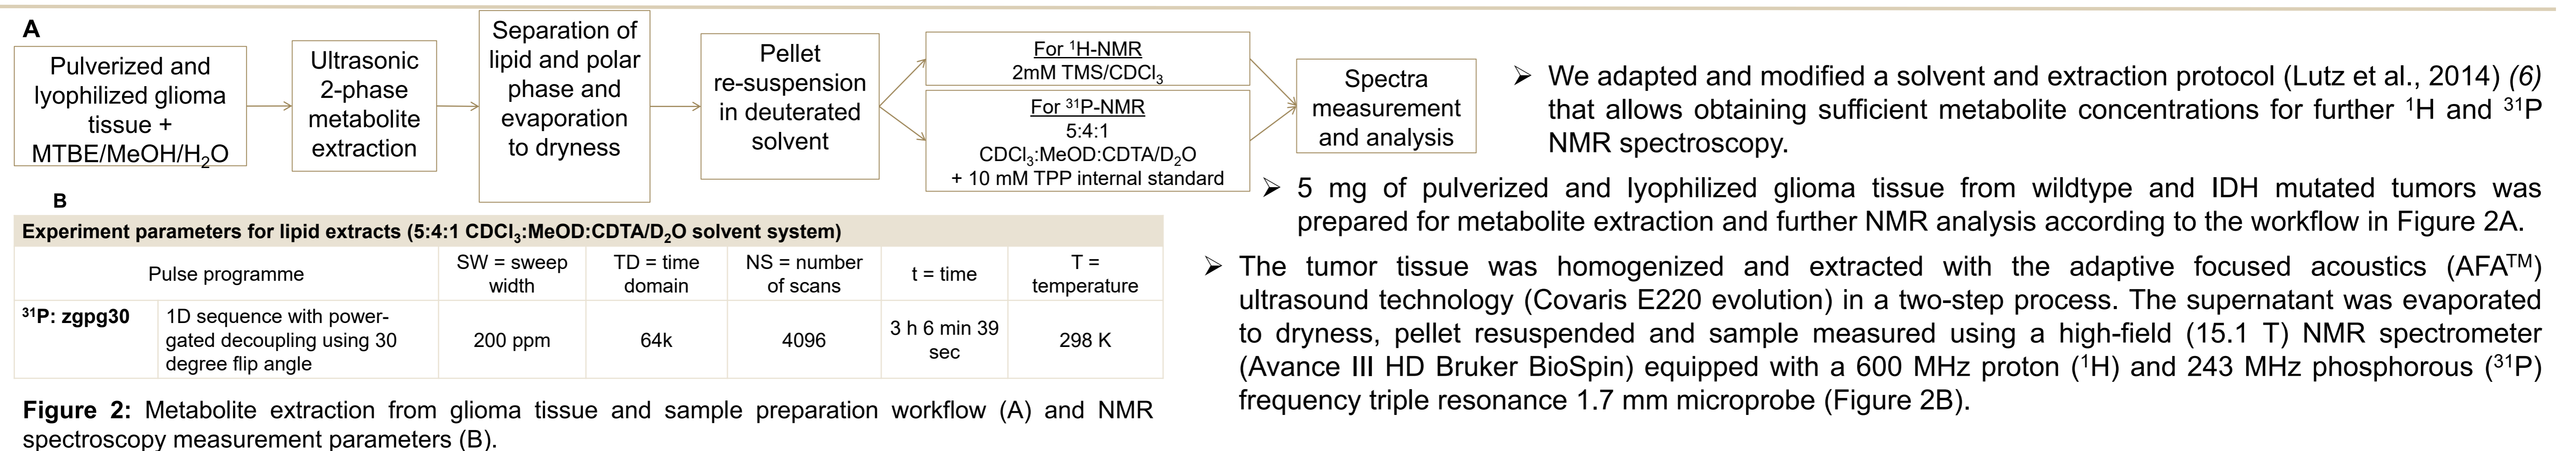 A
Pulverized and
lyophilized glioma
tissue +
MTBE/MeOH/H₂O
Ultrasonic
2-phase
metabolite
extraction
Separation of
lipid and polar
phase and
evaporation
to dryness
Pellet
re-suspension
in deuterated
solvent
For ¹H-NMR
2mM TMS/CDCl₃
For ³¹P-NMR
5:4:1
CDCl₃:MeOD:CDTA/D₂O
+ 10 mM TPP internal standard
Spectra
measurement
and analysis
B
Experiment parameters for lipid extracts (5:4:1 CDCl₃:MeOD:CDTA/D₂O solvent system)
Pulse programme
SW = sweep
width
TD = time
domain
NS = number
of scans
t = time
T =
temperature
³¹P: zgpg30
1D sequence with power-
gated decoupling using 30
degree flip angle
200 ppm
64k
4096
3 h 6 min 39
sec
298 K
Figure 2: Metabolite extraction from glioma tissue and sample preparation workflow (A) and NMR
spectroscopy measurement parameters (B).
➢ We adapted and modified a solvent and extraction protocol (Lutz et al., 2014) (6)
that allows obtaining sufficient metabolite concentrations for further ¹H and ³¹P
NMR spectroscopy.
➢ 5 mg of pulverized and lyophilized glioma tissue from wildtype and IDH mutated tumors was
prepared for metabolite extraction and further NMR analysis according to the workflow in Figure 2A.
➢ The tumor tissue was homogenized and extracted with the adaptive focused acoustics (AFA™)
ultrasound technology (Covaris E220 evolution) in a two-step process. The supernatant was evaporated
to dryness, pellet resuspended and sample measured using a high-field (15.1 T) NMR spectrometer
(Avance III HD Bruker BioSpin) equipped with a 600 MHz proton (¹H) and 243 MHz phosphorous (³¹P)
frequency triple resonance 1.7 mm microprobe (Figure 2B).